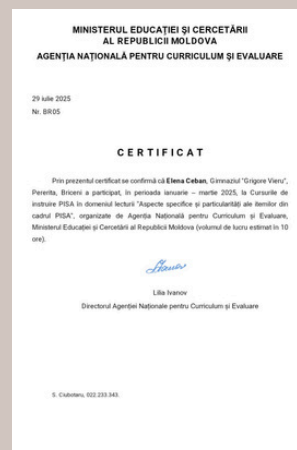 MINISTERUL EDUCAȚIEI ȘI CERCETĂRII
AL REPUBLICII MOLDOVA
AGENȚIA NAȚIONALĂ PENTRU CURRICULUM ȘI EVALUARE
29 iulie 2025
Nr. BR05
CERTIFICAT
Prin prezentul certificat se confirmă că Elena Ceban, Gimnaziul "Grigore Vieru",
Pererita, Briceni a participat, în perioada ianuarie – martie 2025, la Cursurile de
instruire PISA în domeniul lecturii "Aspecte specifice și particularități ale itemilor din
cadrul PISA", organizate de Agenția Națională pentru Curriculum și Evaluare,
Ministerul Educației și Cercetării al Republicii Moldova (volumul de lucru estimat în 10
ore).
Lilia Ivanov
Directorul Agenției Naționale pentru Curriculum și Evaluare
S. Ciubotaru, 022.233.343.